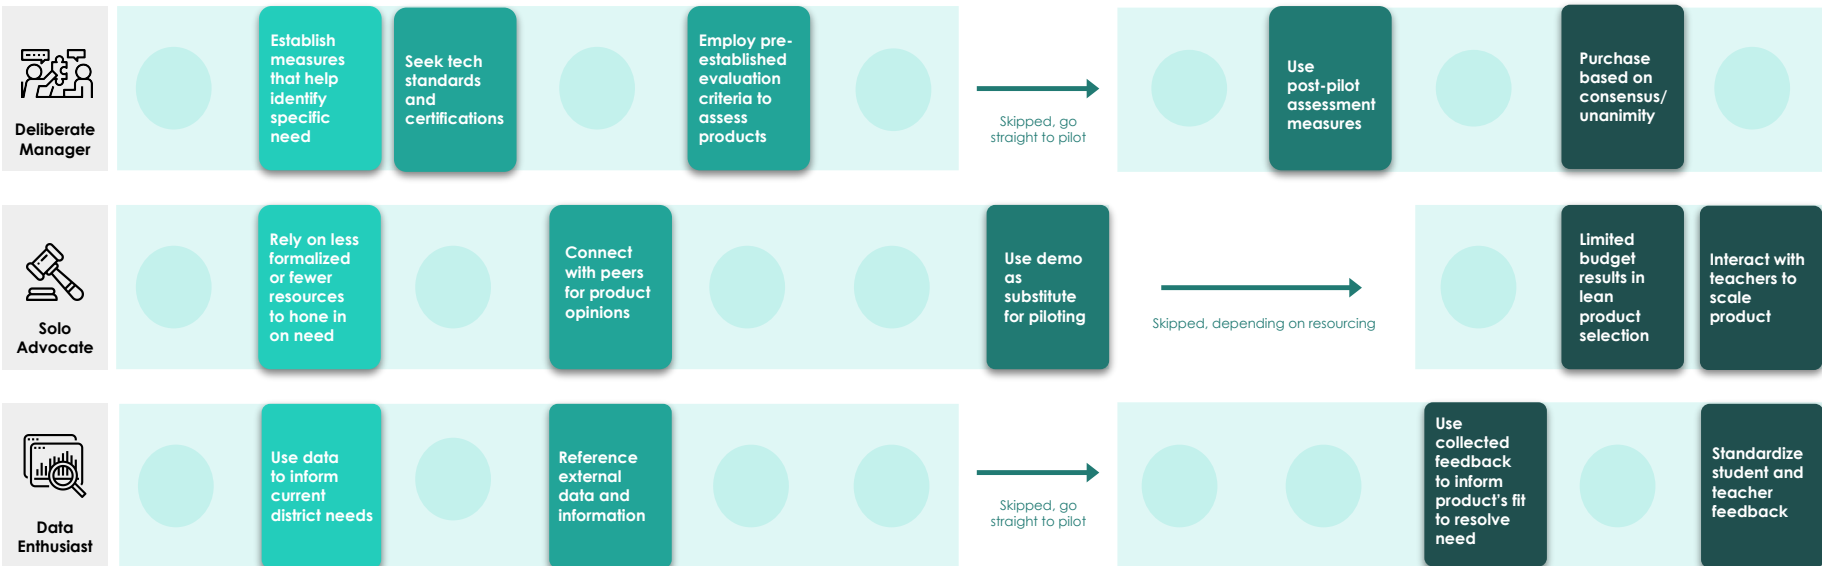 Deliberate
Manager
Establish
measures
that help
identify
specific
need
Seek tech
standards
and
certifications
Employ pre-
established
evaluation
criteria to
assess
products
Skipped, go
straight to pilot
Use
post-pilot
assessment
measures
Purchase
based on
consensus/
unanimity
Solo
Advocate
Rely on less
formalized
or fewer
resources
to hone in
on need
Connect
with peers
for product
opinions
Use demo
as
substitute
for piloting
Skipped, depending on resourcing
Limited
budget
results in
lean
product
selection
Interact with
teachers to
scale
product
Data
Enthusiast
Use data
to inform
current
district needs
Reference
external
data and
information
Skipped, go
straight to pilot
Use
collected
feedback
to inform
product's fit
to resolve
need
Standardize
student and
teacher
feedback